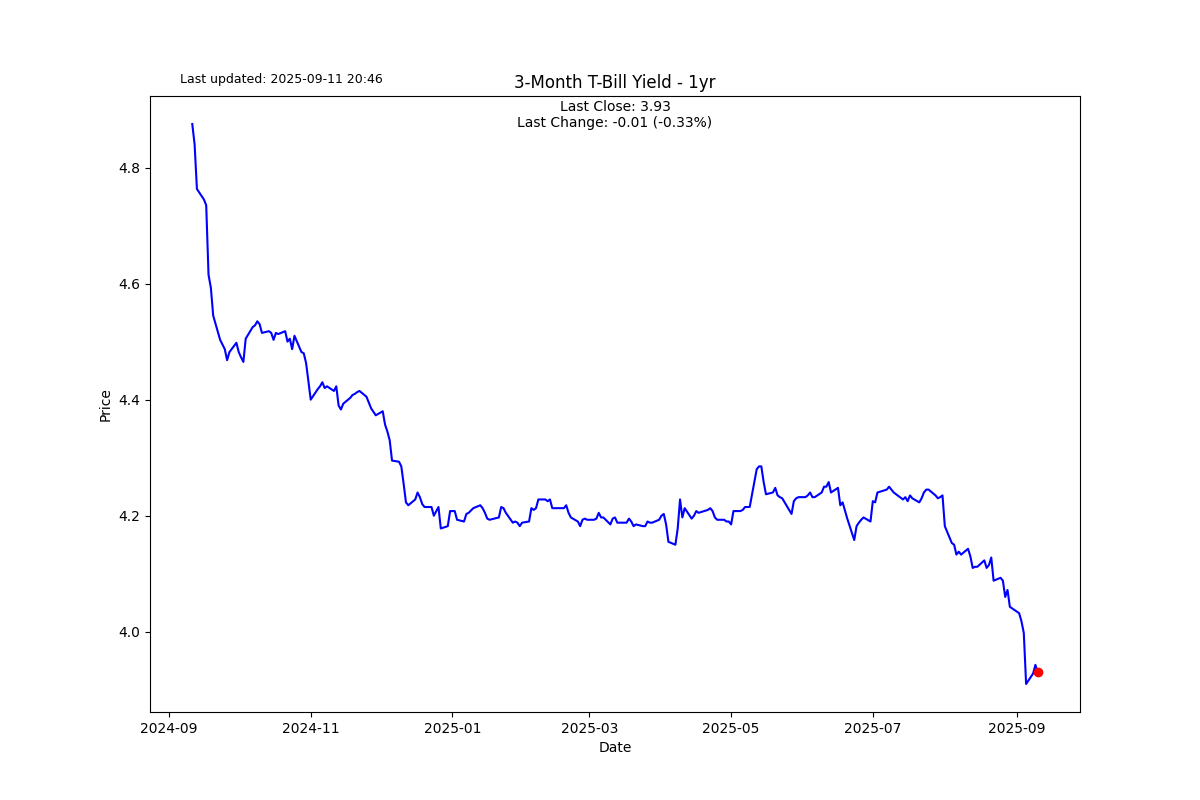 Last updated: 2025-09-11 20:46
3-Month T-Bill Yield - 1yr
Last Close: 3.93
Last Change: -0.01 (-0.33%)
4.8
4.6
4.4
4.2
4.0
Price
2024-09 2024-11 2025-01 2025-03 2025-05 2025-07 2025-09
Date